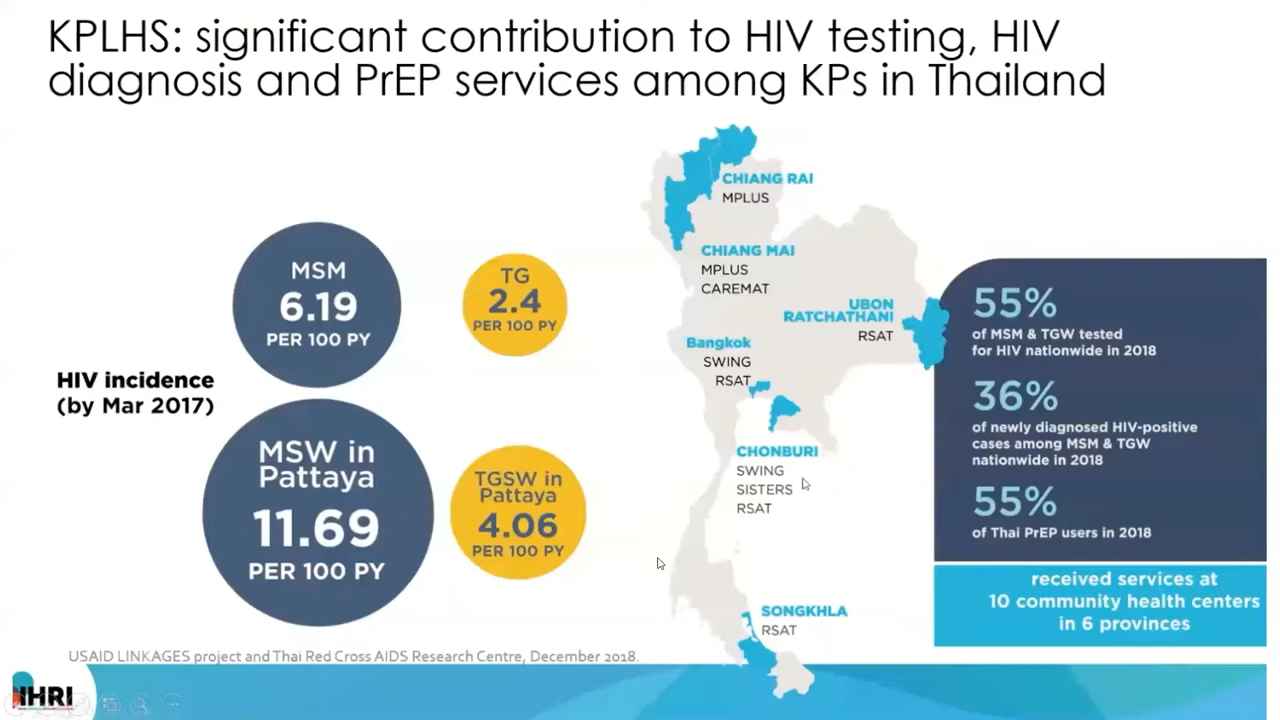 KPLHS: significant contribution to HIV testing, HIV
diagnosis and PrEP services among KPs in Thailand
HIV incidence
(by Mar 2017)
MSM
6.19
PER 100 PY
TG
2.4
PER 100 PY
MSW in
Pattaya
11.69
PER 100 PY
TGSW in
Pattaya
4.06
PER 100 PY
CHIANG RAI
MPLUS
CHIANG MAI
MPLUS
CAREMAT
UBON
RATCHATHANI
RSAT
Bangkok
SWING
RSAT
CHONBURI
SWING
SISTERS
RSAT
SONGKHLA
RSAT
55%
of MSM & TGW tested
for HIV nationwide in 2018
36%
of newly diagnosed HIV-positive
cases among MSM & TGW
nationwide in 2018
55%
of Thai PrEP users in 2018
received services at
10 community health centers
in 6 provinces
USAID LINKAGES project and Thai Red Cross AIDS Research Centre, December 2018.
IHRI